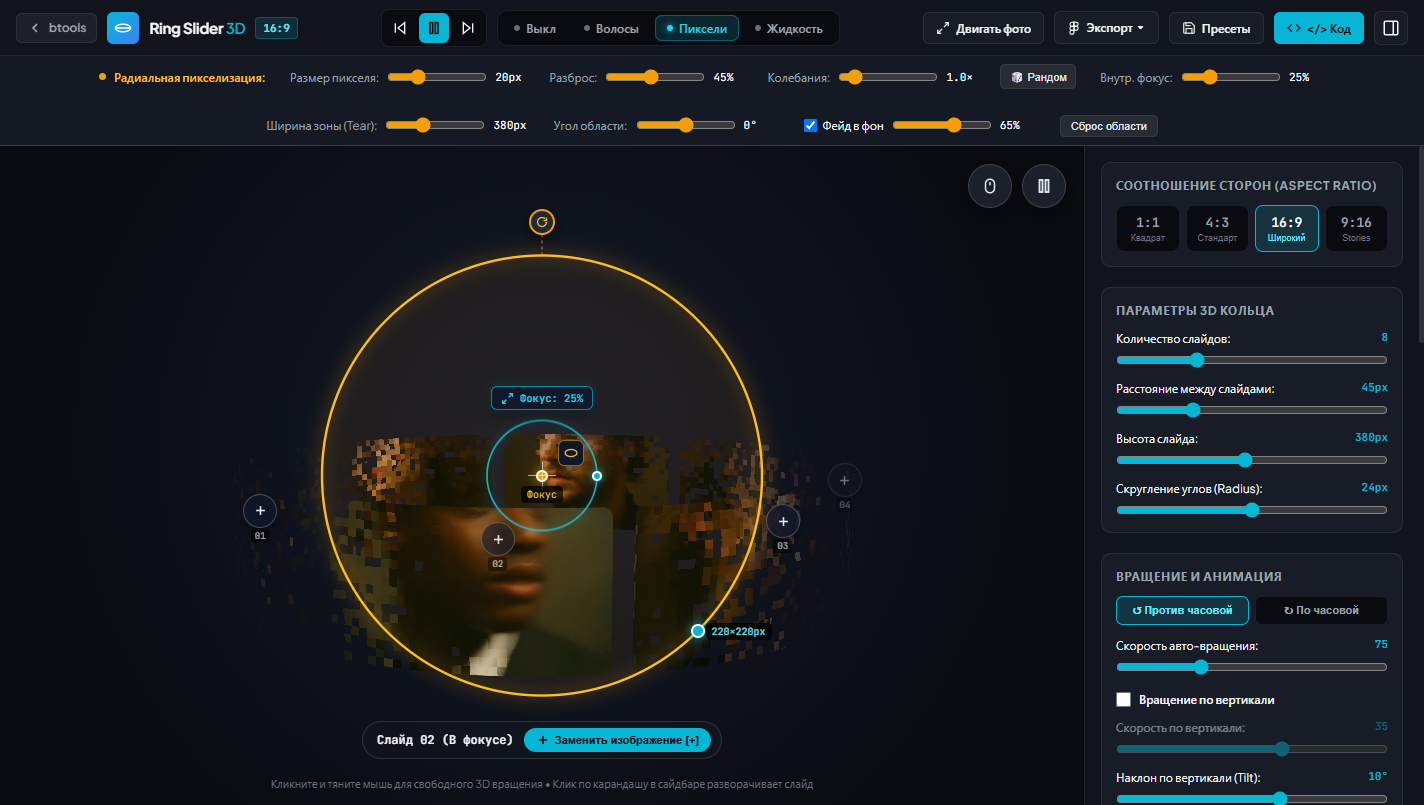 btools
Ring Slider 3D
16:9
Выкл
Волосы
Пиксели
Жидкость
Двигать фото
Экспорт
Пресеты
</> Код
Радиальная пикселизация:
Размер пикселя:
20px
Разброс:
45%
Колебания:
1.0×
Рандом
Внутр. фокус:
25%
Ширина зоны (Tear):
380px
Угол области:
0°
Фейд в фон
65%
Сброс области
Фокус: 25%
Фокус
01
02
03
04
220×220px
Слайд 02 (В фокусе)
Заменить изображение [+]
Кликните и тяните мышь для свободного 3D вращения • Клик по карандашу в сайдбаре разворачивает слайд
СООТНОШЕНИЕ СТОРОН (ASPECT RATIO)
1:1
Квадрат
4:3
Стандарт
16:9
Широкий
9:16
Stories
ПАРАМЕТРЫ 3D КОЛЬЦА
Количество слайдов:
8
Расстояние между слайдами:
45px
Высота слайда:
380px
Скругление углов (Radius):
24px
ВРАЩЕНИЕ И АНИМАЦИЯ
↺ Против часовой
↻ По часовой
Скорость авто-вращения:
75
Вращение по вертикали
Скорость по вертикали:
35
Наклон по вертикали (Tilt):
10°